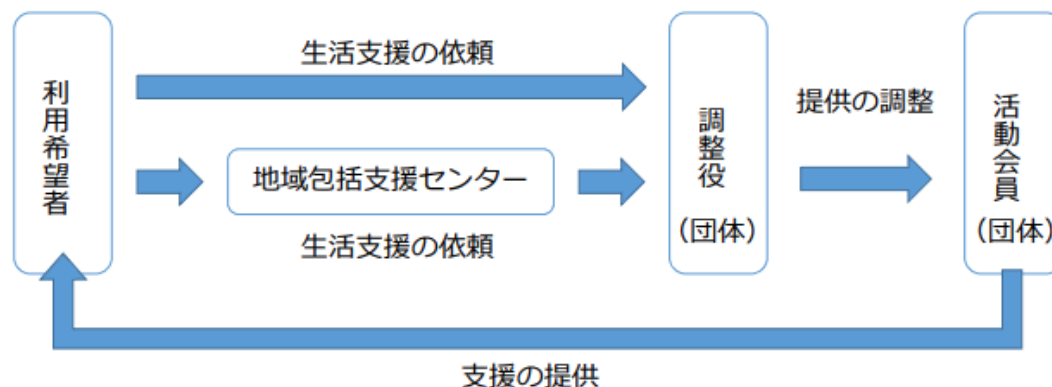 利用希望者
生活支援の依頼
地域包括支援センター
生活支援の依頼
調整役
（団体）
提供の調整
活動会員
（団体）
支援の提供